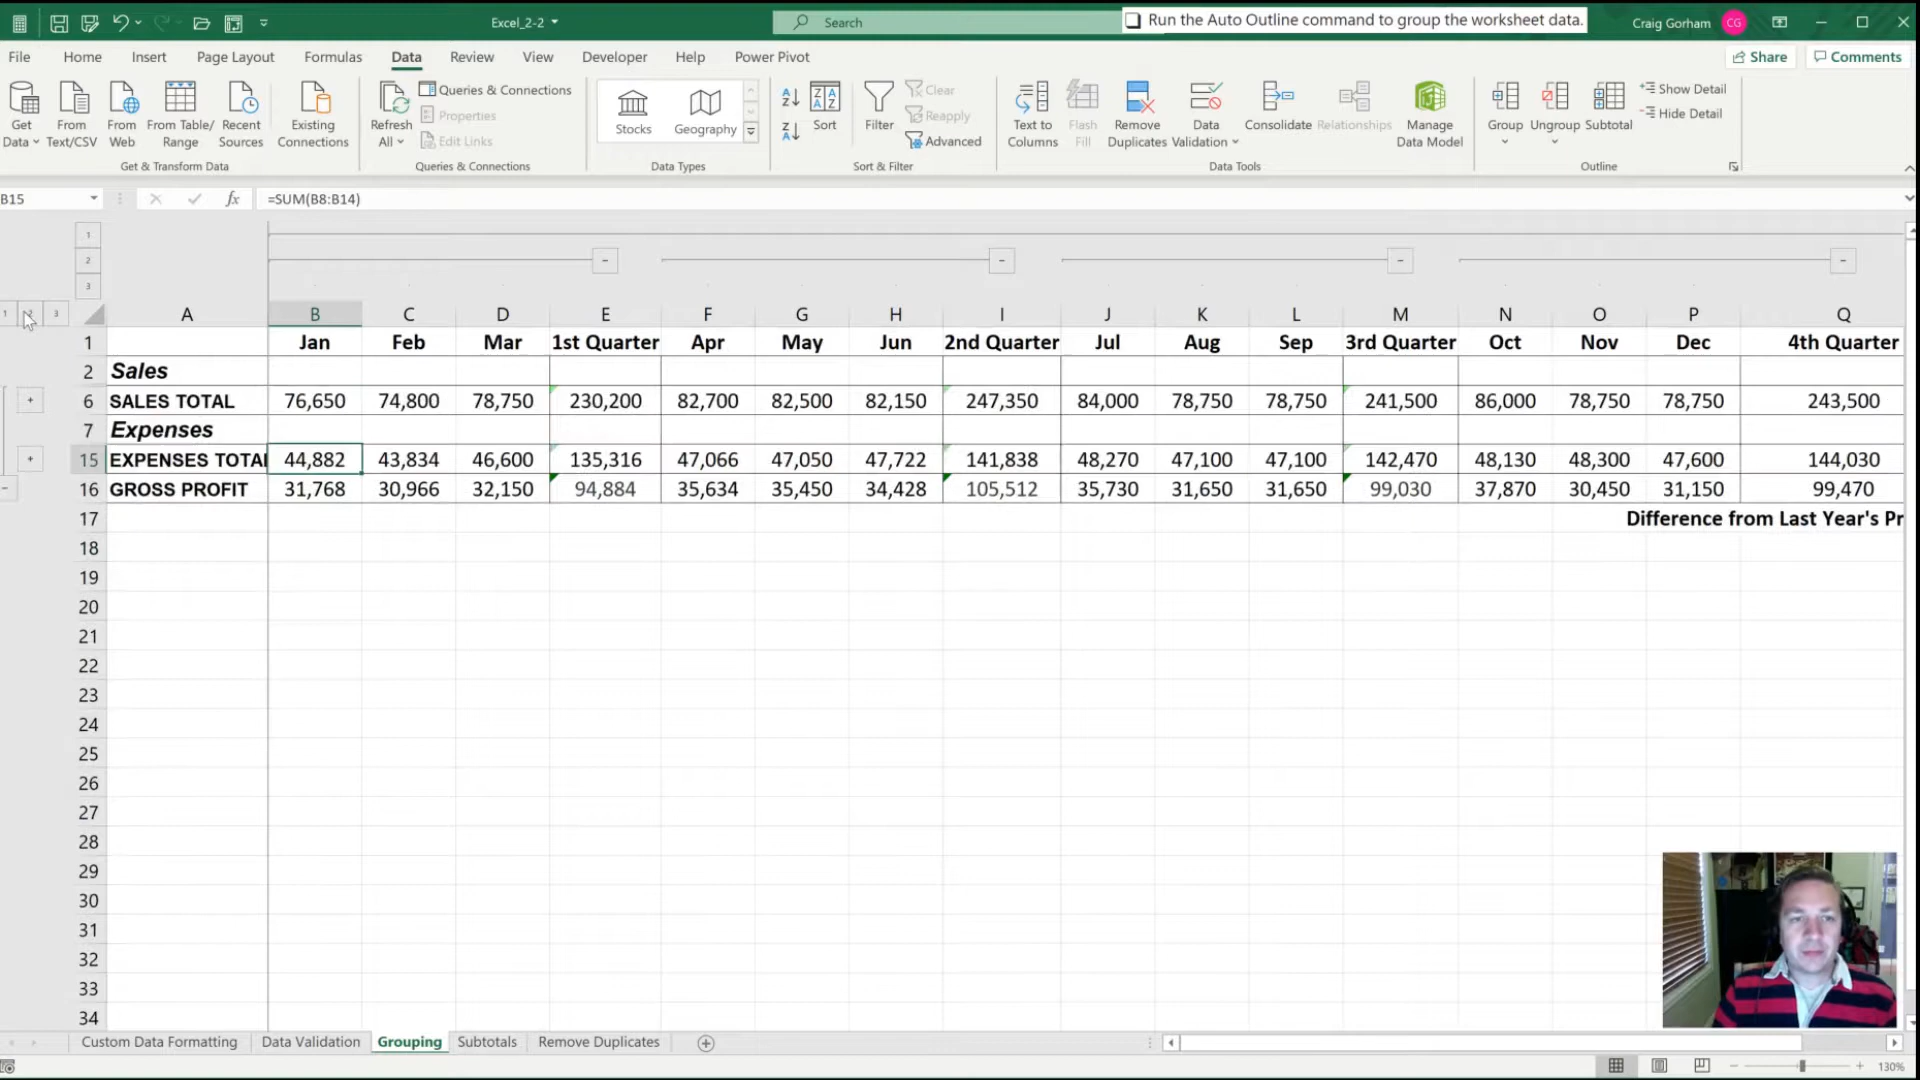 Excel_2-2
Search
Run the Auto Outline command to group the worksheet data.
Craig Gorham
CG
File Home Insert Page Layout Formulas Data Review View Developer Help Power Pivot
Share
Comments
Get Data
From Text/CSV
From Web
From Table/ Range
Recent Sources
Existing Connections
Get & Transform Data
Refresh All
Queries & Connections
Properties
Edit Links
Queries & Connections
Stocks
Geography
Data Types
Sort
Filter
Clear
Reapply
Advanced
Sort & Filter
Text to Columns
Flash Fill
Remove Duplicates
Data Validation
Consolidate
Relationships
Manage Data Model
Data Tools
Group
Ungroup
Subtotal
Show Detail
Hide Detail
Outline
B15
fx
=SUM(B8:B14)
1
2
3
1 2 3
A B C D E F G H I J K L M N O P Q
1 Jan Feb Mar 1st Quarter Apr May Jun 2nd Quarter Jul Aug Sep 3rd Quarter Oct Nov Dec 4th Quarter
2 Sales
6 SALES TOTAL 76,650 74,800 78,750 230,200 82,700 82,500 82,150 247,350 84,000 78,750 78,750 241,500 86,000 78,750 78,750 243,500
7 Expenses
15 EXPENSES TOTAL 44,882 43,834 46,600 135,316 47,066 47,050 47,722 141,838 48,270 47,100 47,100 142,470 48,130 48,300 47,600 144,030
16 GROSS PROFIT 31,768 30,966 32,150 94,884 35,634 35,450 34,428 105,512 35,730 31,650 31,650 99,030 37,870 30,450 31,150 99,470
17 Difference from Last Year's Pr
18
19
20
21
22
23
24
25
26
27
28
29
30
31
32
33
34
Custom Data Formatting Data Validation Grouping Subtotals Remove Duplicates
130%